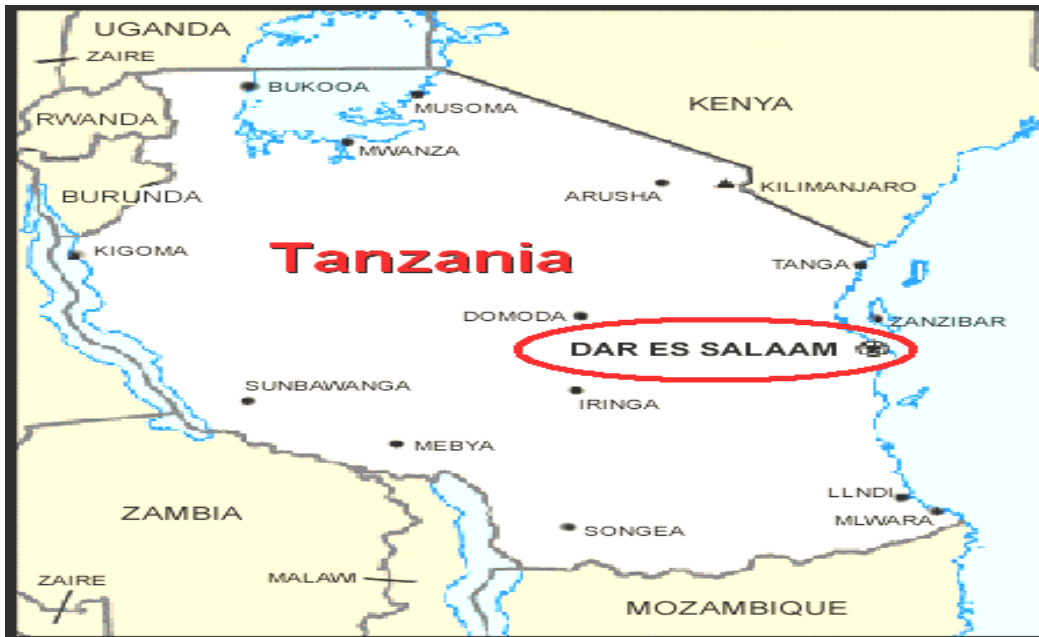 UGANDA
ZAIRE
BUKOOA
MUSOMA
KENYA
RWANDA
MWANZA
ARUSHA
KILIMANJARO
BURUNDA
KIGOMA
Tanzania
TANGA
DOMODA
ZANZIBAR
DAR ES SALAAM
SUNBAWANGA
IRINGA
MEBYA
LLNDI
ZAMBIA
MLWARA
SONGEA
ZAIRE
MALAWI
MOZAMBIQUE